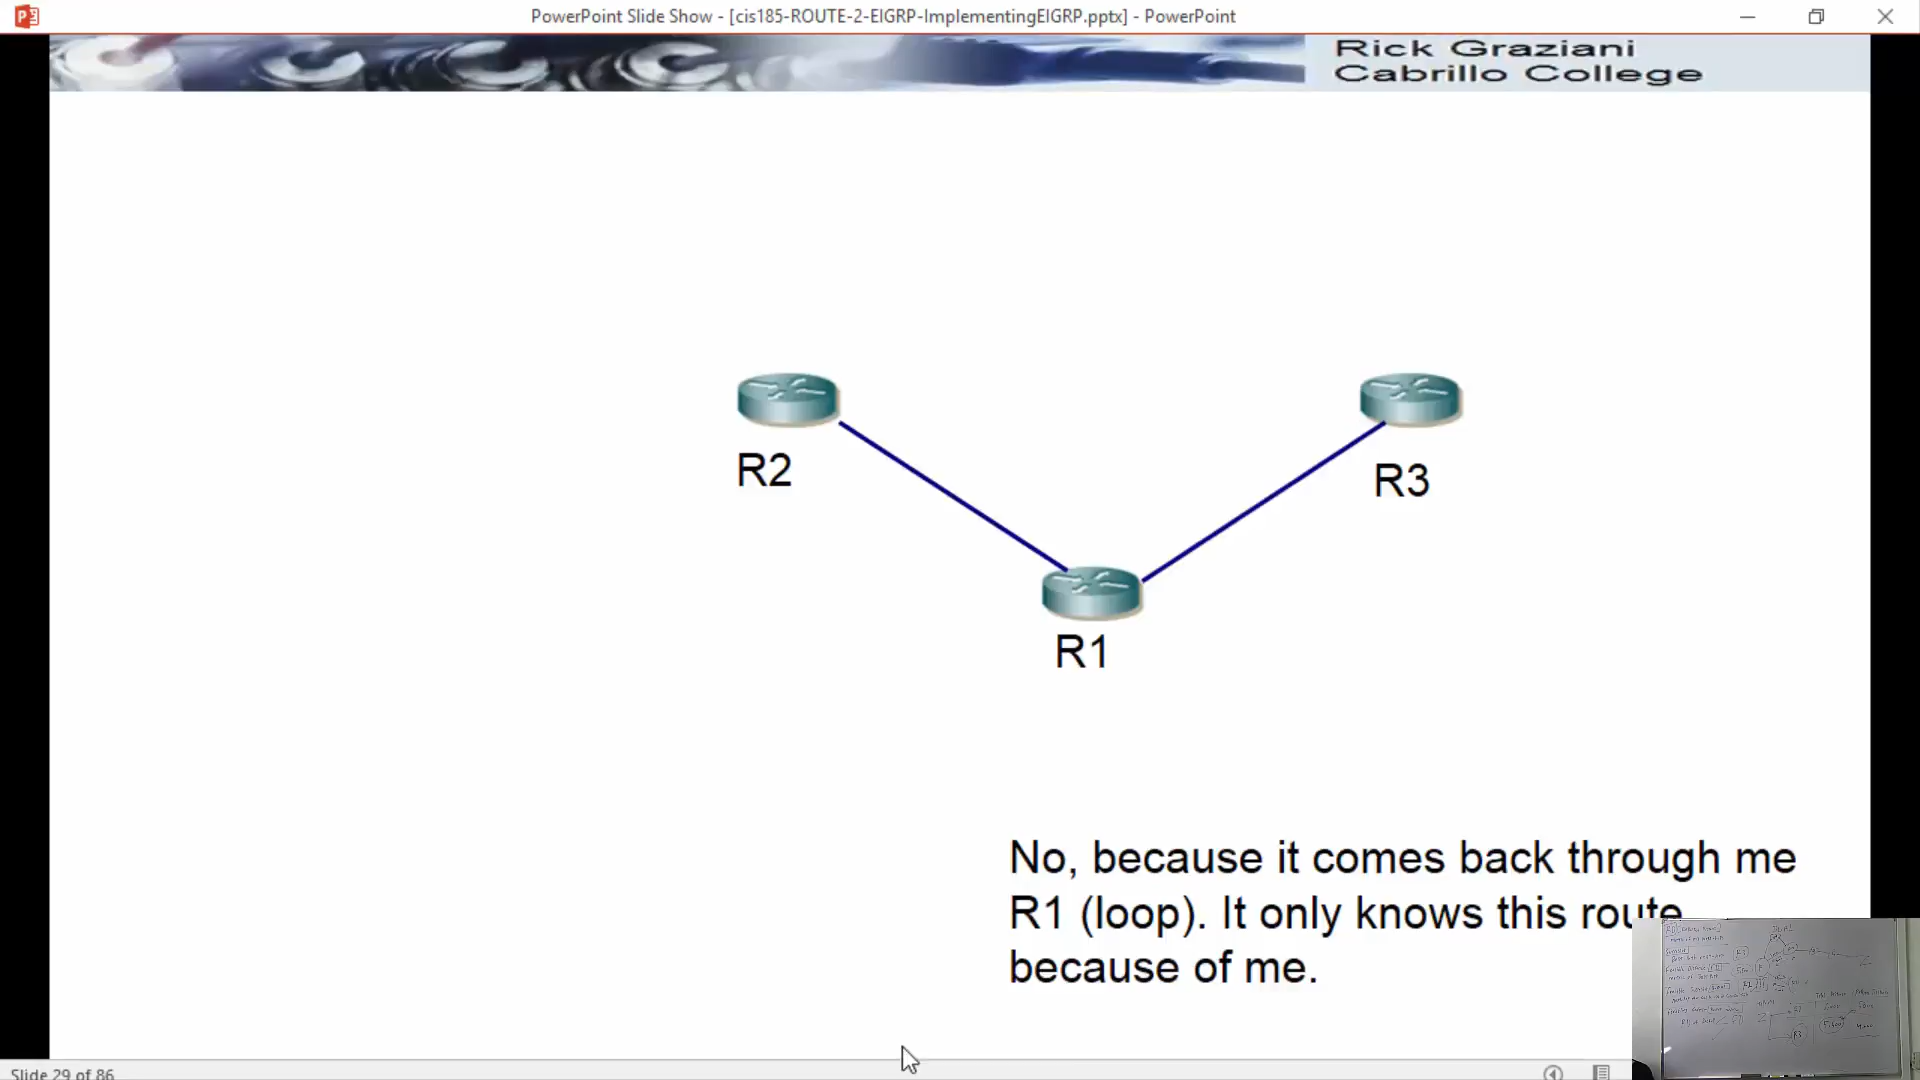 PowerPoint Slide Show - [cis185-ROUTE-2-EIGRP-ImplementingEIGRP.pptx] - PowerPoint
Rick Graziani
Cabrillo College
R2
R3
R1
No, because it comes back through me
R1 (loop). It only knows this route
because of me.
Slide 29 of 86